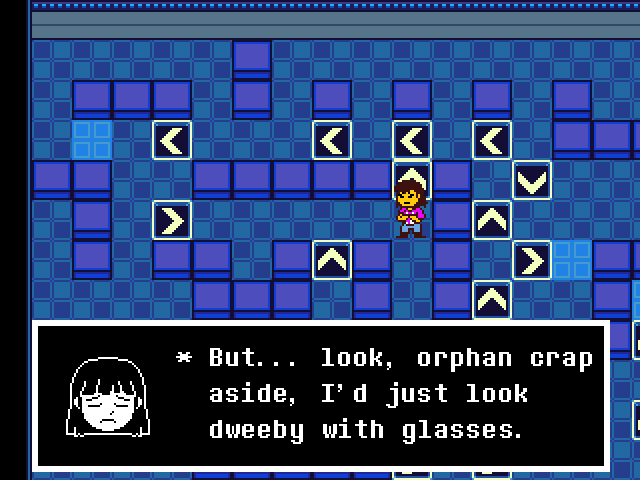 * But... look, orphan crap
aside, I'd just look
dweeby with glasses.